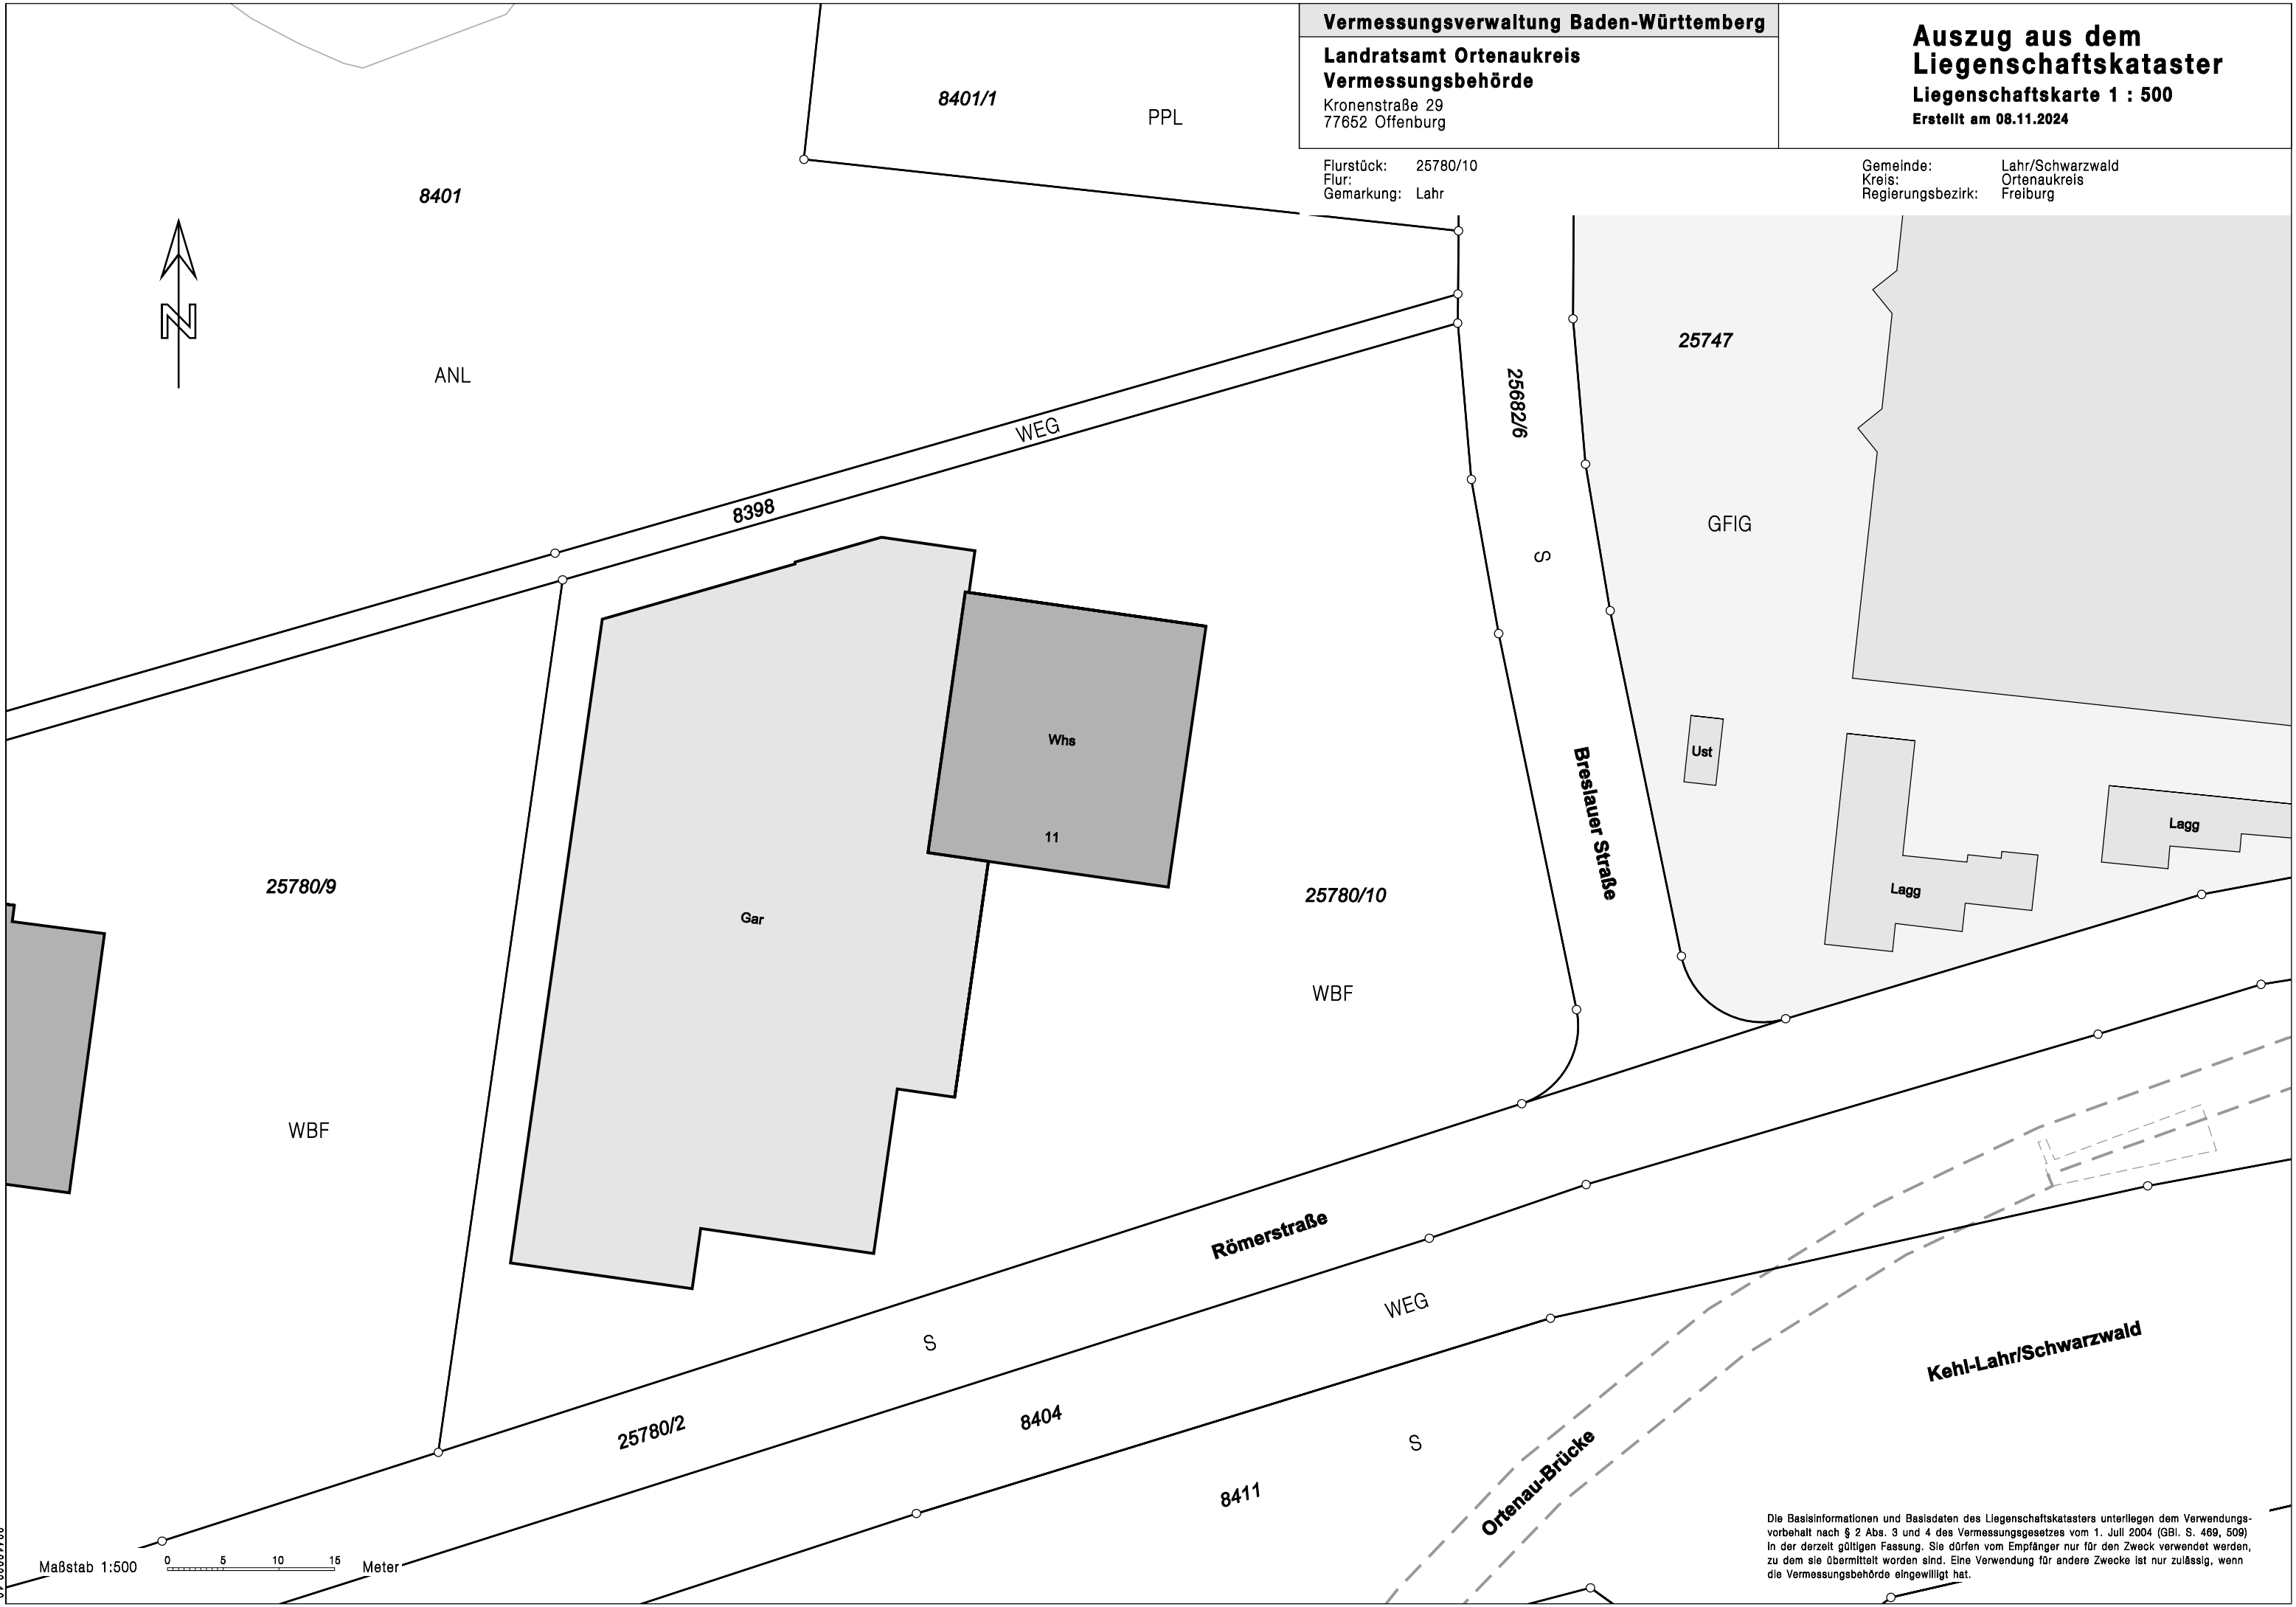 Vermessungsverwaltung Baden-Württemberg
Landratsamt Ortenaukreis
Vermessungsbehörde
Kronenstraße 29
77652 Offenburg
Auszug aus dem
Liegenschaftskataster
Liegenschaftskarte 1 : 500
Erstellt am 08.11.2024
Flurstück: 25780/10
Flur:
Gemarkung: Lahr
Gemeinde: Lahr/Schwarzwald
Kreis: Ortenaukreis
Regierungsbezirk: Freiburg
8401/1
PPL
8401
N
ANL
25747
25682/6
WEG
8398
GFIG
S
Whs
Ust
Breslauer Straße
Lagg
11
25780/9
25780/10
Lagg
Gar
WBF
WBF
Römerstraße
WEG
S
Kehl-Lahr/Schwarzwald
8404
25780/2
S
8411
Ortenau-Brücke
Maßstab 1:500 0 5 10 15 Meter
Die Basisinformationen und Basisdaten des Liegenschaftskatasters unterliegen dem Verwendungs-
vorbehalt nach § 2 Abs. 3 und 4 des Vermessungsgesetzes vom 1. Juli 2004 (GBl. S. 469, 509)
in der derzeit gültigen Fassung. Sie dürfen vom Empfänger nur für den Zweck verwendet werden,
zu dem sie übermittelt worden sind. Eine Verwendung für andere Zwecke ist nur zulässig, wenn
die Vermessungsbehörde eingewilligt hat.